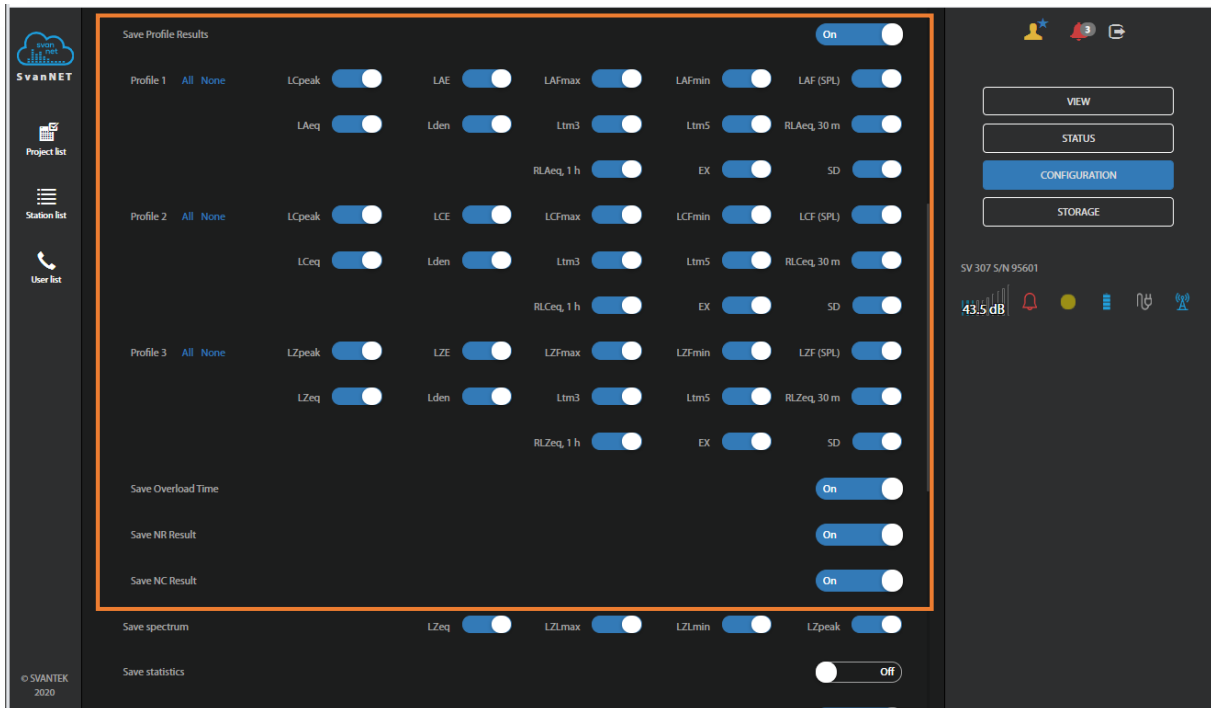 svan
net
SvanNET
Project list
Station list
User list
© SVANTEK
2020
Save Profile Results On
Profile 1 All None LCpeak LAE LAFmax LAFmin LAF (SPL)
LAeq Lden Ltm3 Ltm5 RLAeq, 30 m
RLAeq, 1 h EX SD
Profile 2 All None LCpeak LCE LCFmax LCFmin LCF (SPL)
LCeq Lden Ltm3 Ltm5 RLCeq, 30 m
RLCeq, 1 h EX SD
Profile 3 All None LZpeak LZE LZFmax LZFmin LZF (SPL)
LZeq Lden Ltm3 Ltm5 RLZeq, 30 m
RLZeq, 1 h EX SD
Save Overload Time On
Save NR Result On
Save NC Result On
Save spectrum LZeq LZLmax LZLmin LZpeak
Save statistics Off
3
VIEW
STATUS
CONFIGURATION
STORAGE
SV 307 S/N 95601
43.5 dB